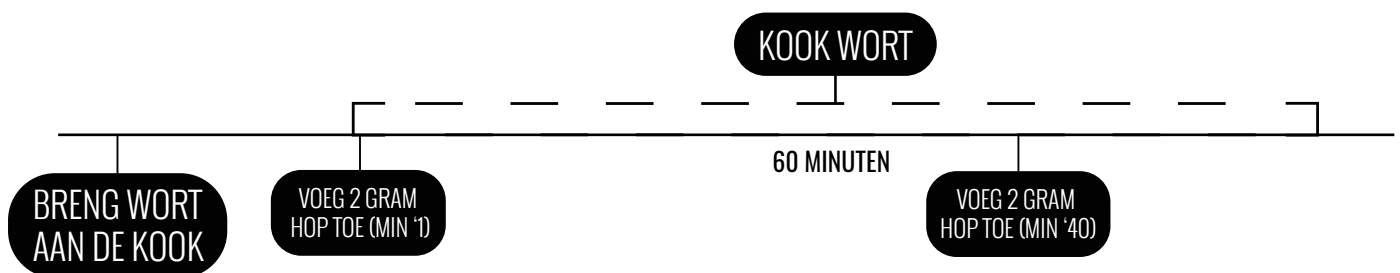 KOOK WORT
60 MINUTEN
BRENG WORT
AAN DE KOOK
VOEG 2 GRAM
HOP TOE (MIN ‘1)
VOEG 2 GRAM
HOP TOE (MIN ‘40)